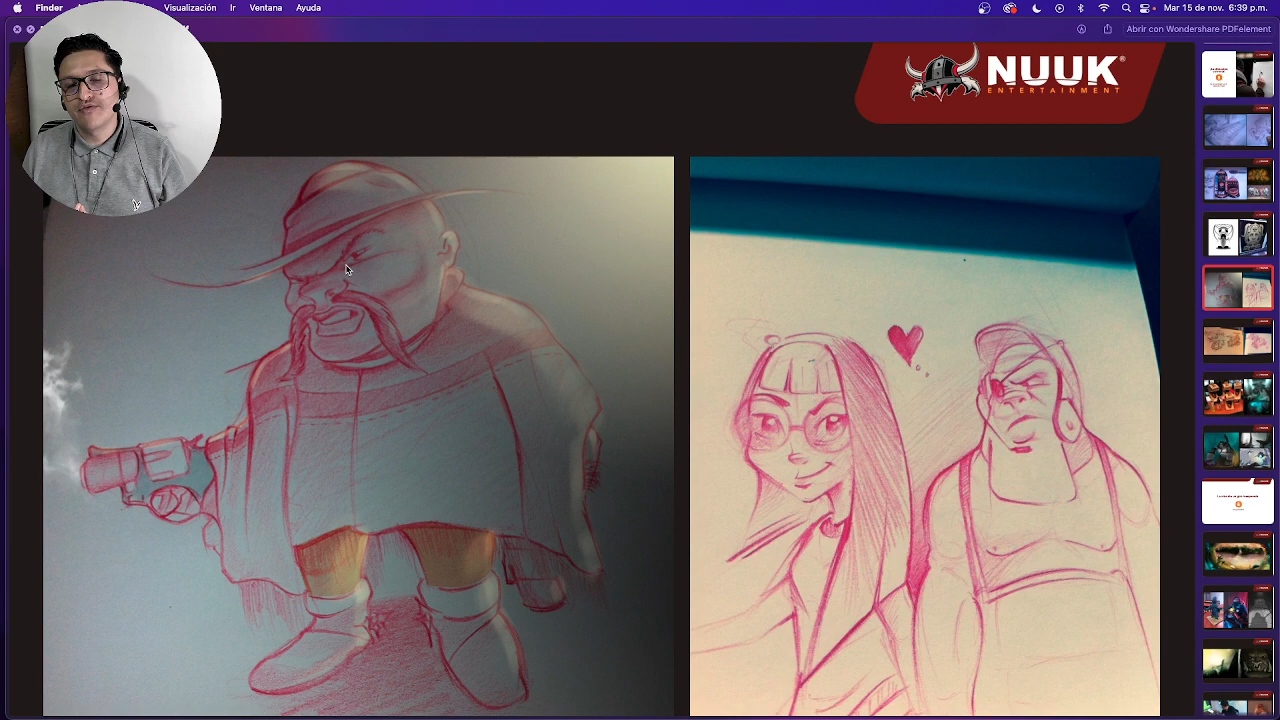 Finder
Visualización
Ir
Ventana
Ayuda
Mar 15 de nov. 6:39 p.m.
Abrir con Wondershare PDFelement
NUUK®
ENTERTAINMENT